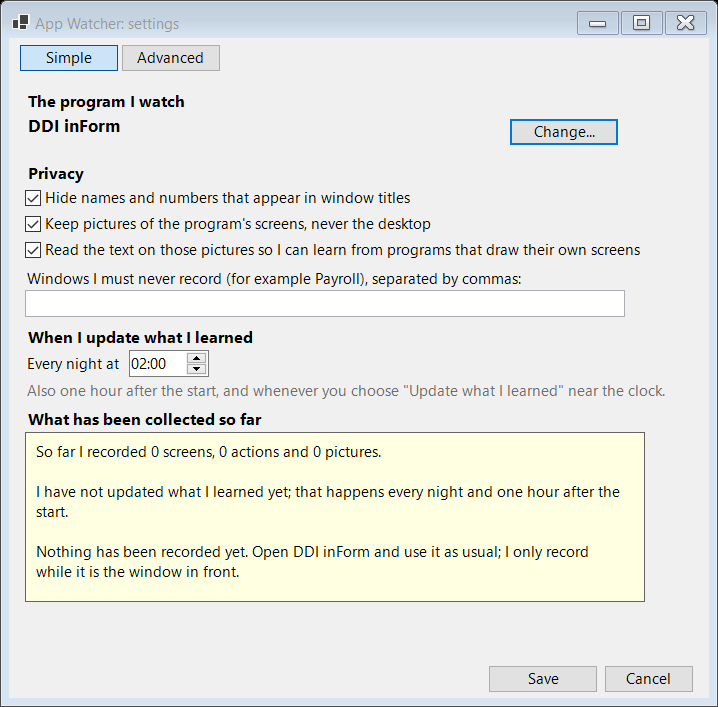 App Watcher: settings
Simple Advanced
The program I watch
DDI inForm
Change...
Privacy
Hide names and numbers that appear in window titles
Keep pictures of the program's screens, never the desktop
Read the text on those pictures so I can learn from programs that draw their own screens
Windows I must never record (for example Payroll), separated by commas:
When I update what I learned
Every night at 02:00
Also one hour after the start, and whenever you choose "Update what I learned" near the clock.
What has been collected so far
So far I recorded 0 screens, 0 actions and 0 pictures.
I have not updated what I learned yet; that happens every night and one hour after the
start.
Nothing has been recorded yet. Open DDI inForm and use it as usual; I only record
while it is the window in front.
Save Cancel